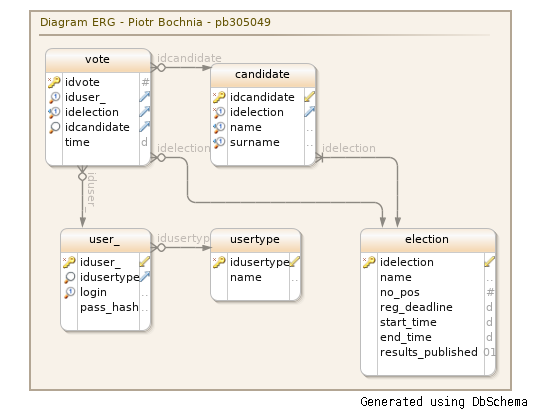 Diagram ERG - Piotr Bochnia - pb305049
vote
idvote #
iduser_
idelection
idcandidate
time d
idcandidate
candidate
idcandidate
idelection
name ..
surname ..
idelection
idelection
iduser_
user_
iduser_
idusertype
login ..
pass_hash ..
idusertyp
usertype
idusertype
name ..
election
idelection
name ..
no_pos #
reg_deadline d
start_time d
end_time d
results_published 01
Generated using DbSchema